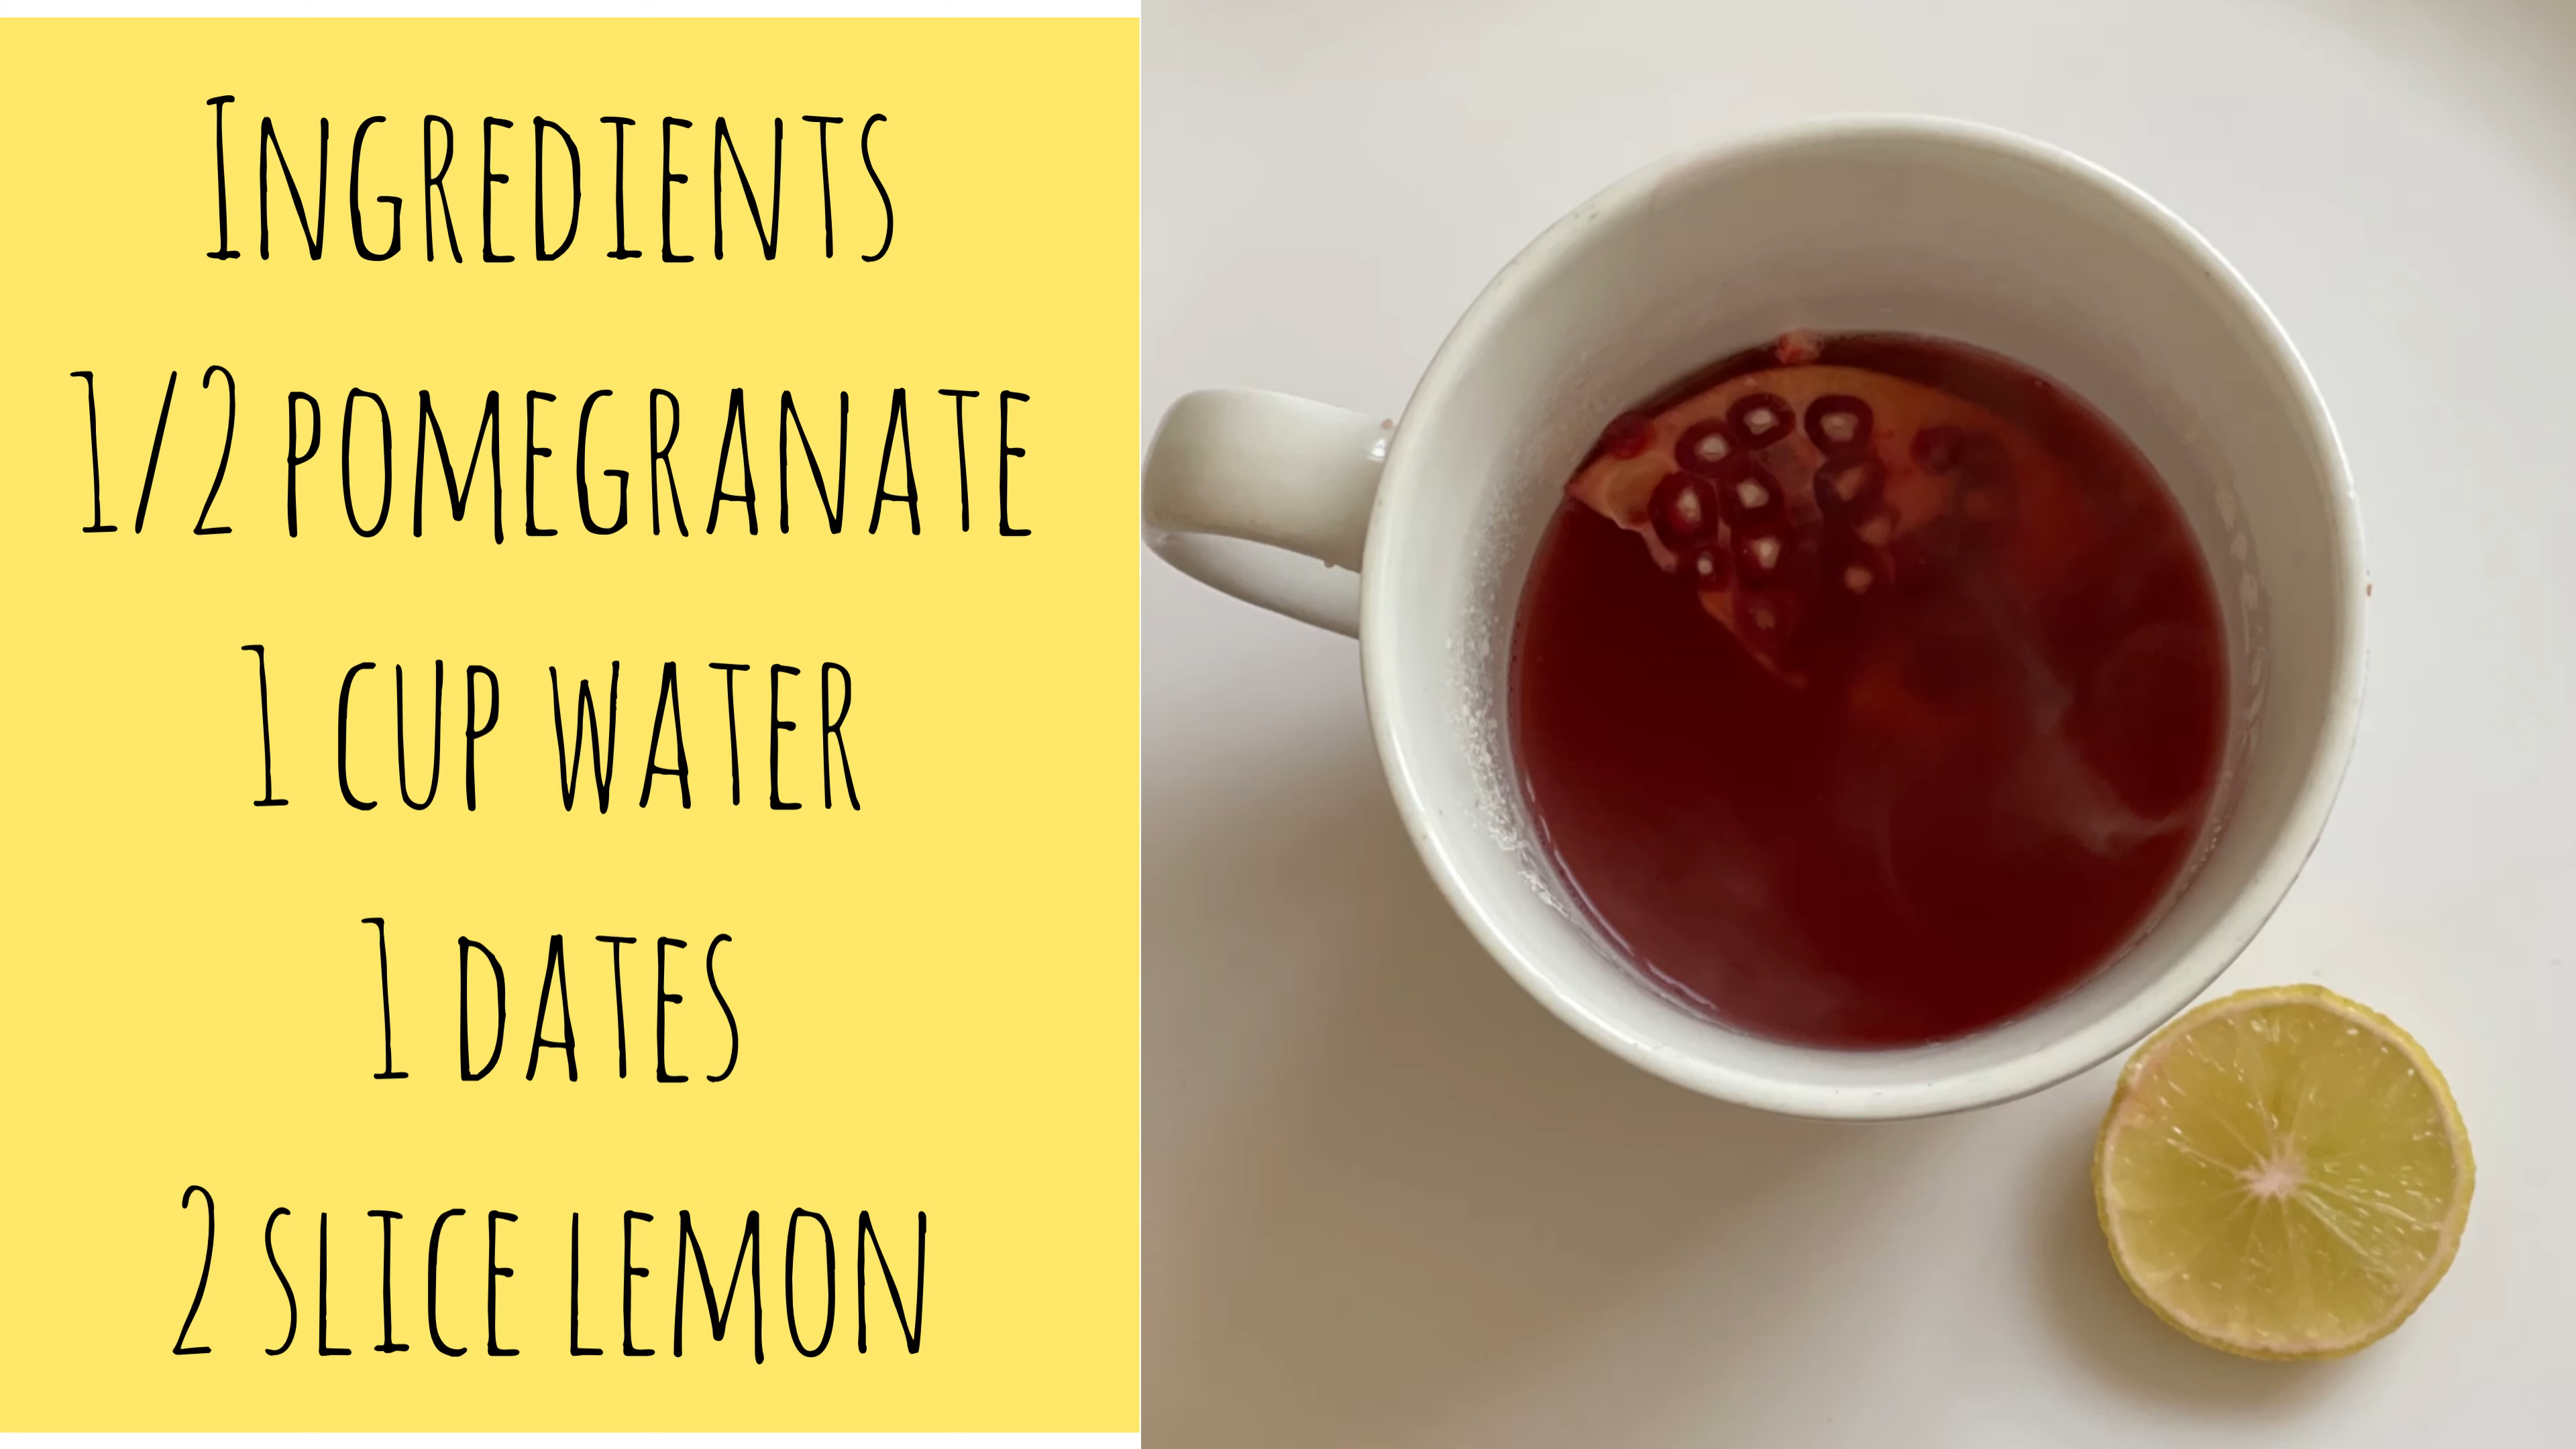 Ingredients
1/2 pomegranate
1 cup water
1 dates
2 slice lemon